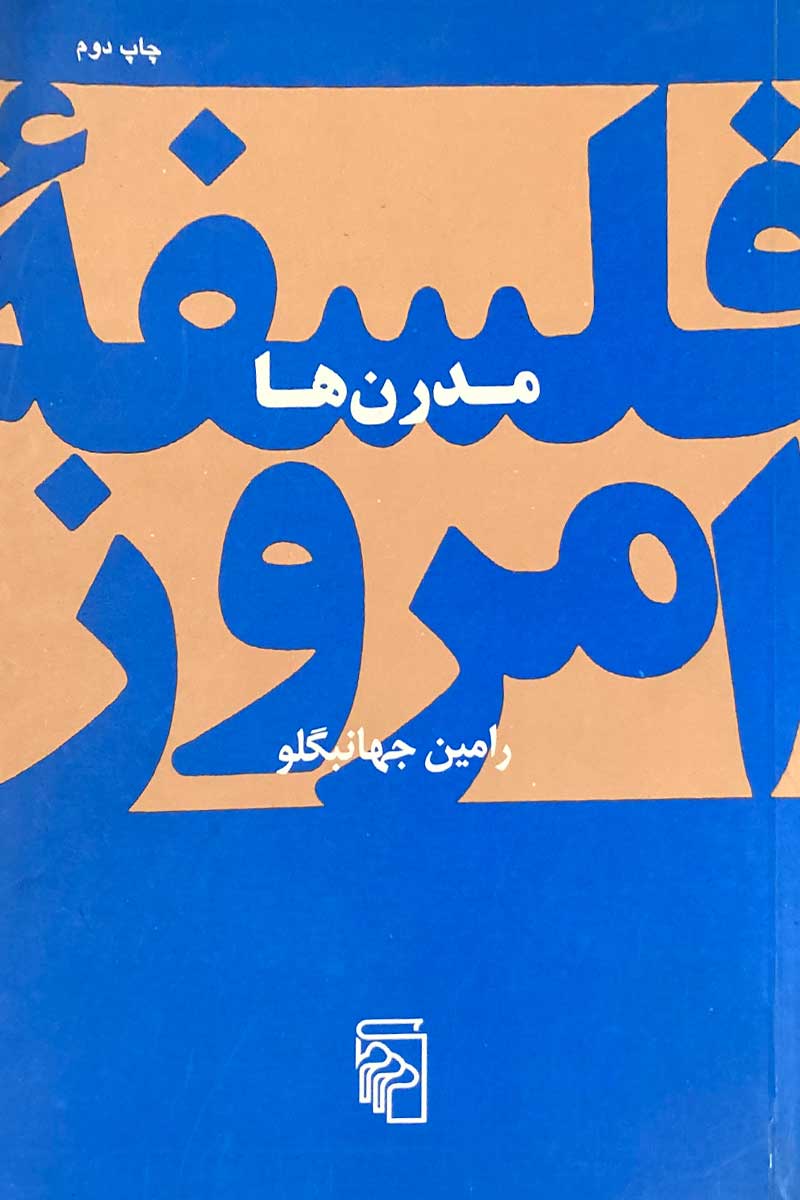 چاپ دوم
فلسفهٔ
مدرن‌ها
امروز
رامین جهانبگلو